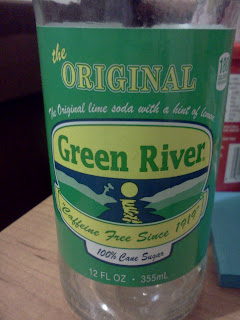 the
ORIGINAL
The Original lime soda with a hint of lemon
Green River
"Caffeine Free Since 1919"
100% Cane Sugar
12 FL OZ • 355mL